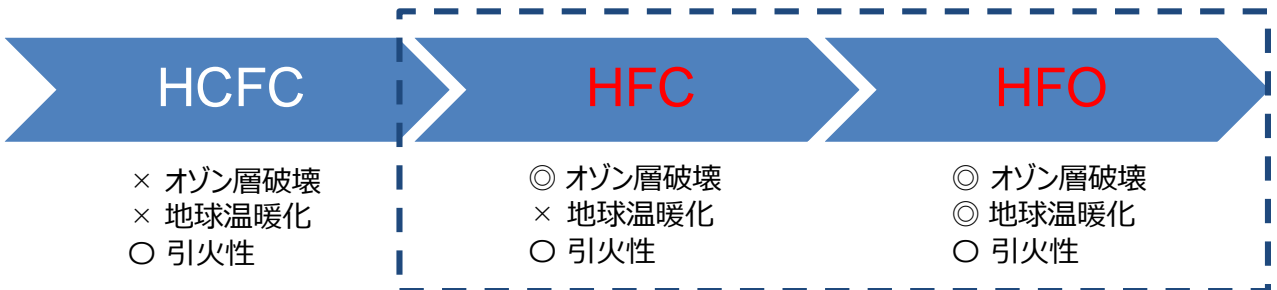 HCFC
HFC
HFO
× オゾン層破壊
× 地球温暖化
〇 引火性
◎ オゾン層破壊
× 地球温暖化
〇 引火性
◎ オゾン層破壊
◎ 地球温暖化
〇 引火性